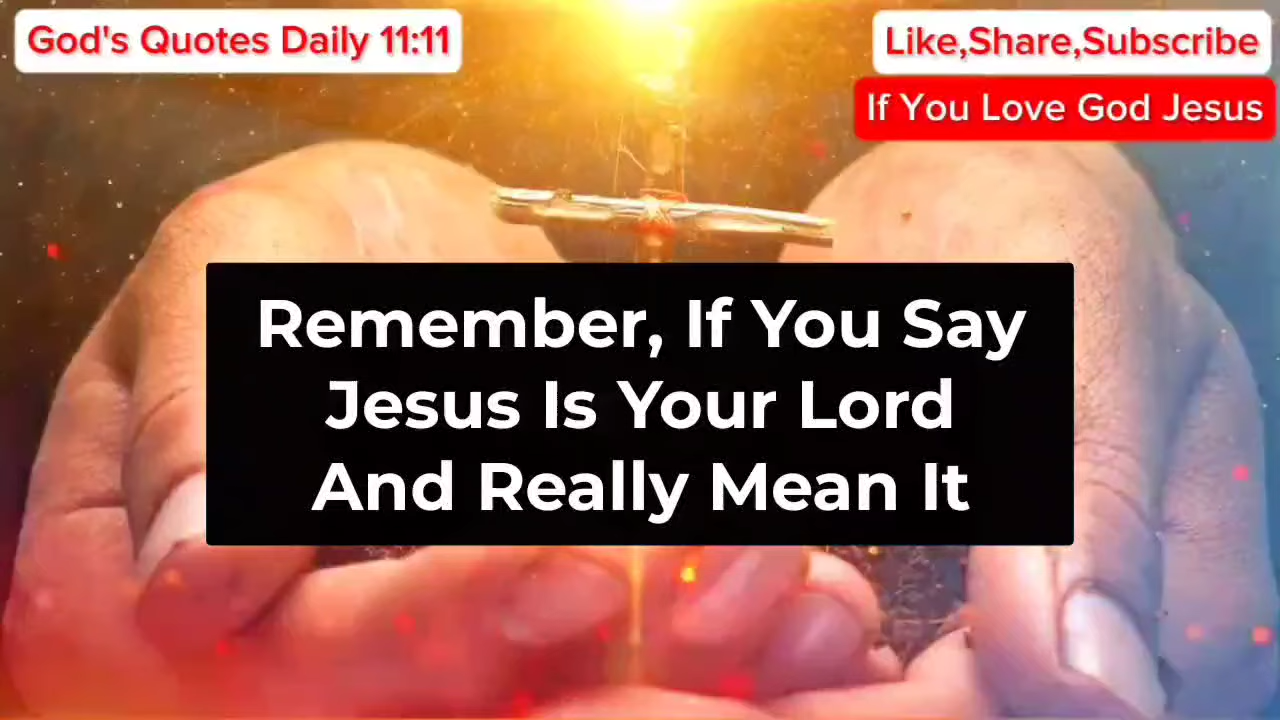 God's Quotes Daily 11:11
Like,Share,Subscribe
If You Love God Jesus
Remember, If You Say
Jesus Is Your Lord
And Really Mean It